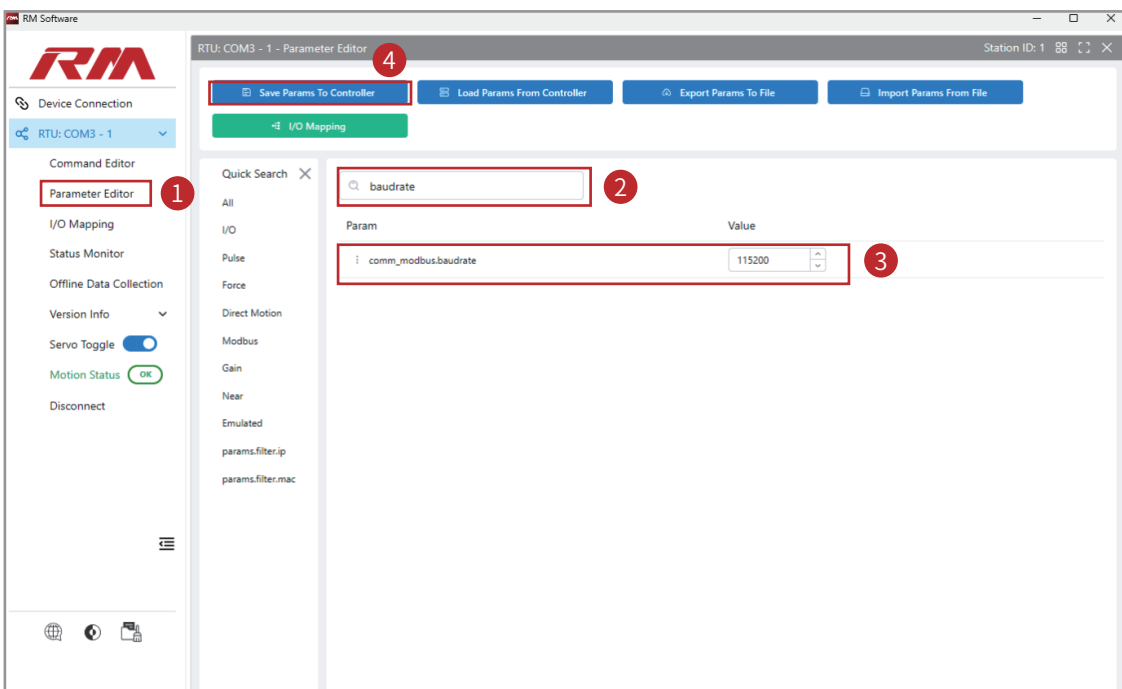 RM RM Software
RM
RTU: COM3 - 1 - Parameter Editor
Station ID: 1
4
Save Params To Controller
Load Params From Controller
Export Params To File
Import Params From File
I/O Mapping
Device Connection
RTU: COM3 - 1
Command Editor
Parameter Editor
1
I/O Mapping
Status Monitor
Offline Data Collection
Version Info
Servo Toggle
Motion Status OK
Disconnect
Quick Search
All
I/O
Pulse
Force
Direct Motion
Modbus
Gain
Near
Emulated
params.filter.ip
params.filter.mac
baudrate
2
Param Value
comm_modbus.baudrate 115200
3